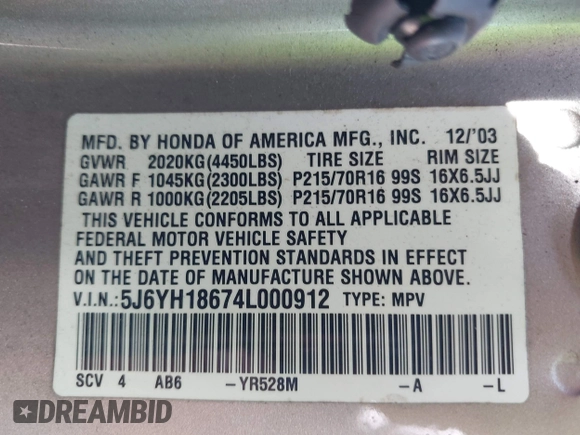 MFD. BY HONDA OF AMERICA MFG., INC. 12/'03
GVWR 2020KG(4450LBS) TIRE SIZE RIM SIZE
GAWR F 1045KG(2300LBS) P215/70R16 99S 16X6.5JJ
GAWR R 1000KG(2205LBS) P215/70R16 99S 16X6.5JJ
THIS VEHICLE CONFORMS TO ALL APPLICABLE
FEDERAL MOTOR VEHICLE SAFETY
AND THEFT PREVENTION STANDARDS IN EFFECT
ON THE DATE OF MANUFACTURE SHOWN ABOVE.
V.I.N.:5J6YH18674L000912 TYPE: MPV
SCV 4 AB6 -YR528M -A -L
DREAMBID